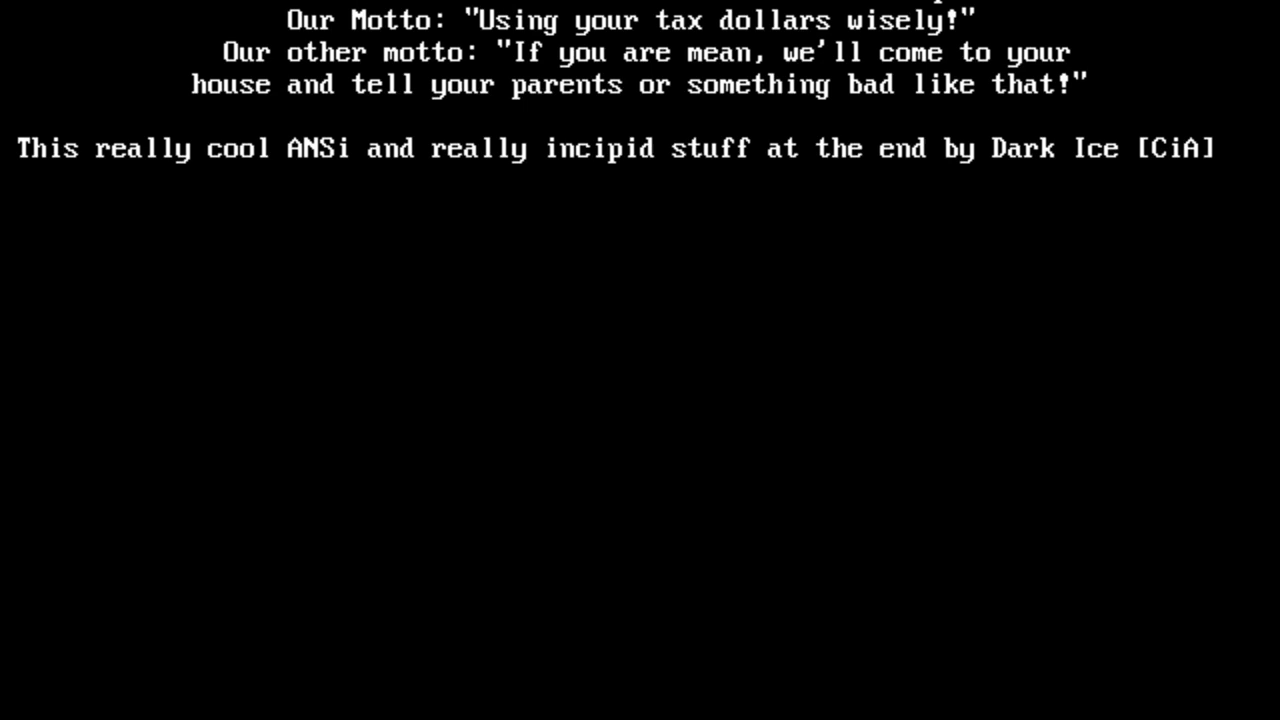 Our Motto: "Using your tax dollars wisely!"
Our other motto: "If you are mean, we'll come to your
house and tell your parents or something bad like that!"
This really cool ANSi and really incipid stuff at the end by Dark Ice [CiA]